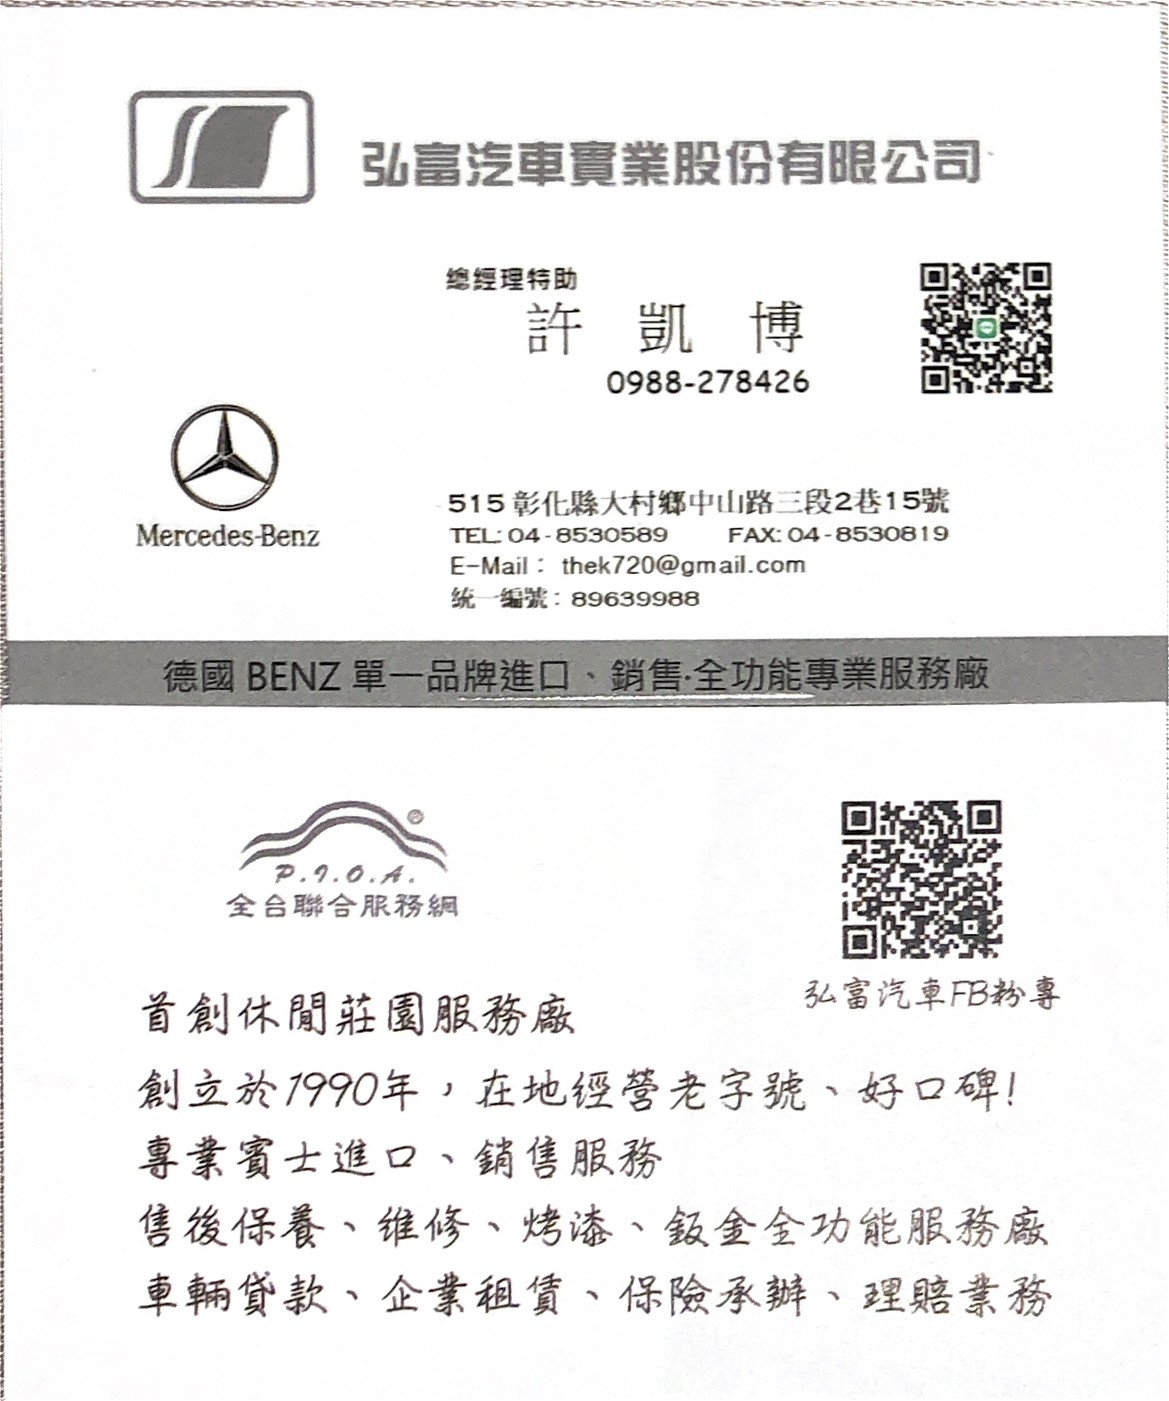 弘富汽車實業股份有限公司
總經理特助
許 凱 博
0988-278426
Mercedes-Benz
515 彰化縣大村鄉中山路三段2巷15號
TEL: 04-8530589 FAX: 04-8530819
E-Mail： thek720@gmail.com
統一編號：89639988
德國 BENZ 單一品牌進口、銷售‧全功能專業服務廠
P.I.O.A.®
全台聯合服務網
弘富汽車FB粉專
首創休閒莊園服務廠
創立於1990年，在地經營老字號、好口碑!
專業賓士進口、銷售服務
售後保養、維修、烤漆、鈑金全功能服務廠
車輛貸款、企業租賃、保險承辦、理賠業務